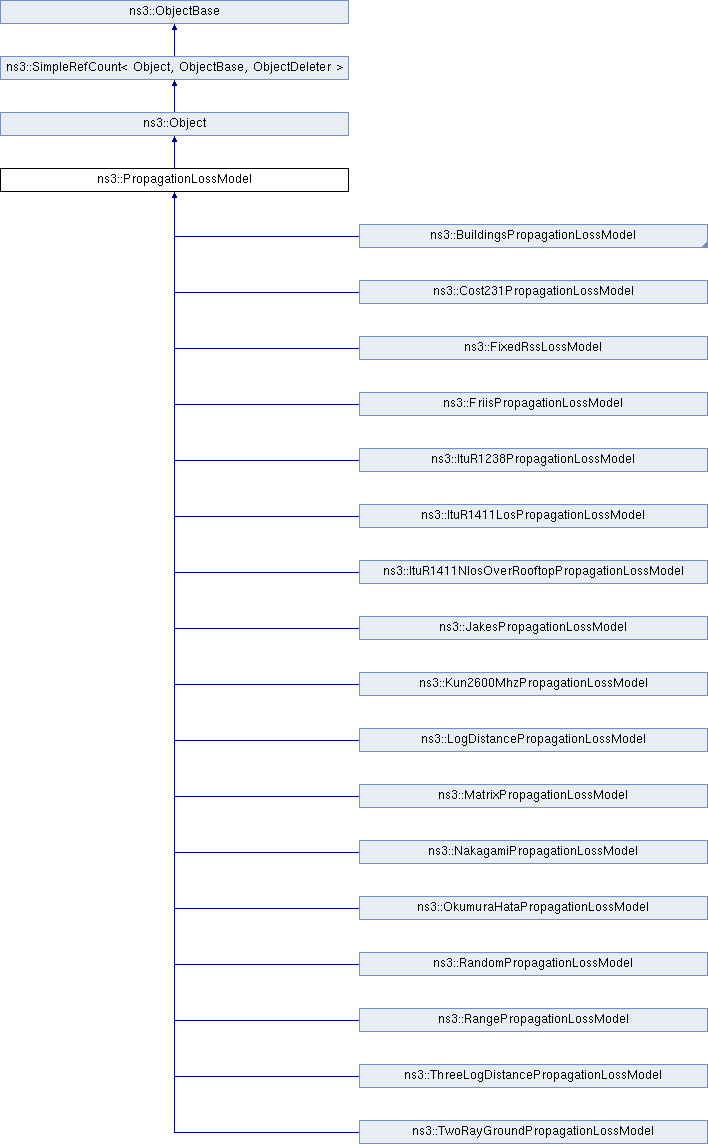 ns3::ObjectBase
ns3::SimpleRefCount< Object, ObjectBase, ObjectDeleter >
ns3::Object
ns3::PropagationLossModel
ns3::BuildingsPropagationLossModel
ns3::Cost231PropagationLossModel
ns3::FixedRssLossModel
ns3::FriisPropagationLossModel
ns3::ItuR1238PropagationLossModel
ns3::ItuR1411LosPropagationLossModel
ns3::ItuR1411NlosOverRooftopPropagationLossModel
ns3::JakesPropagationLossModel
ns3::Kun2600MhzPropagationLossModel
ns3::LogDistancePropagationLossModel
ns3::MatrixPropagationLossModel
ns3::NakagamiPropagationLossModel
ns3::OkumuraHataPropagationLossModel
ns3::RandomPropagationLossModel
ns3::RangePropagationLossModel
ns3::ThreeLogDistancePropagationLossModel
ns3::TwoRayGroundPropagationLossModel